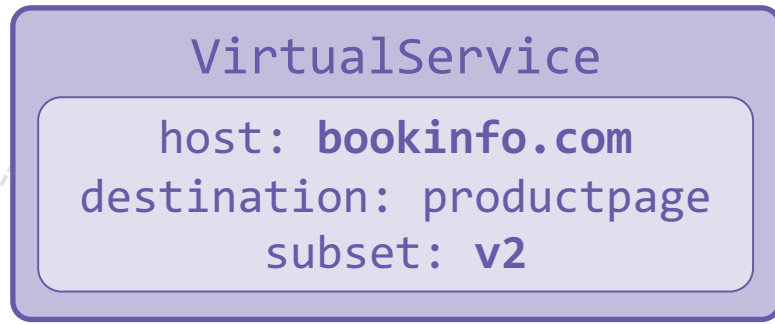 VirtualService
host: bookinfo.com
destination: productpage
subset: v2